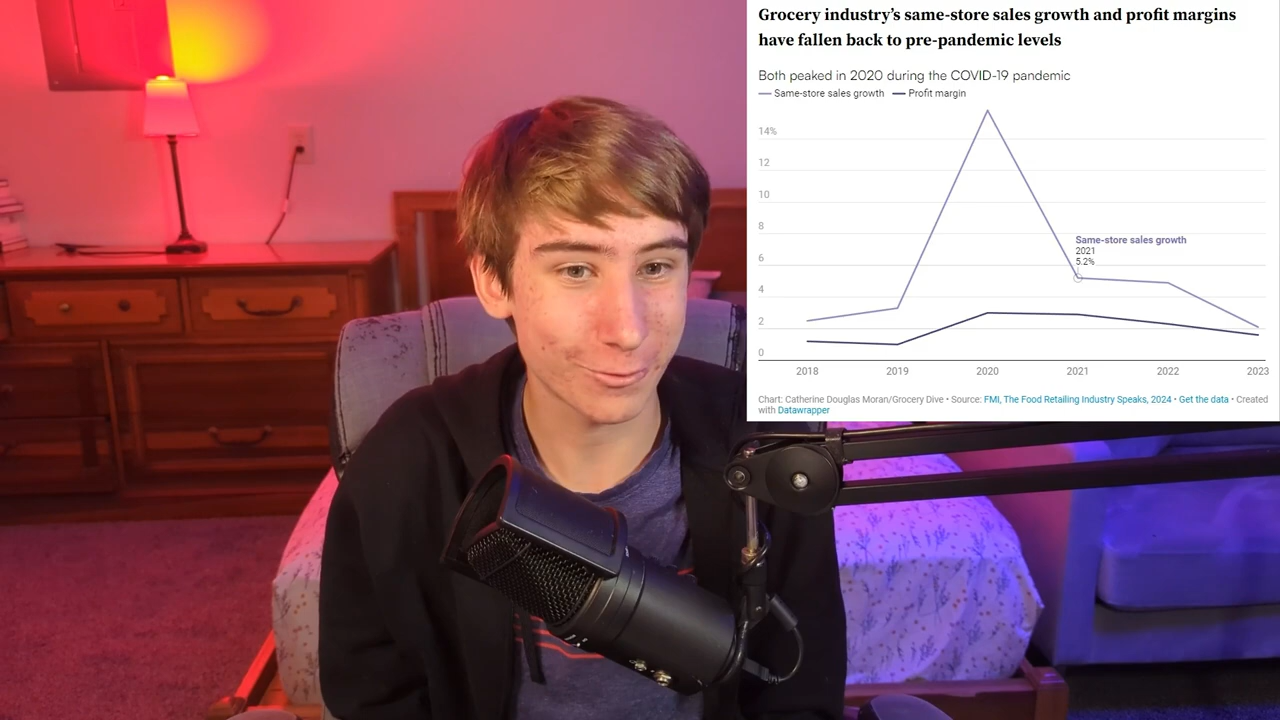 Grocery industry's same-store sales growth and profit margins
have fallen back to pre-pandemic levels
Both peaked in 2020 during the COVID-19 pandemic
Same-store sales growth Profit margin
14%
12
10
8
Same-store sales growth
2021
5.2%
6
4
2
0
2018 2019 2020 2021 2022 2023
Chart: Catherine Douglas Moran/Grocery Dive • Source: FMI, The Food Retailing Industry Speaks, 2024 • Get the data • Created
with Datawrapper